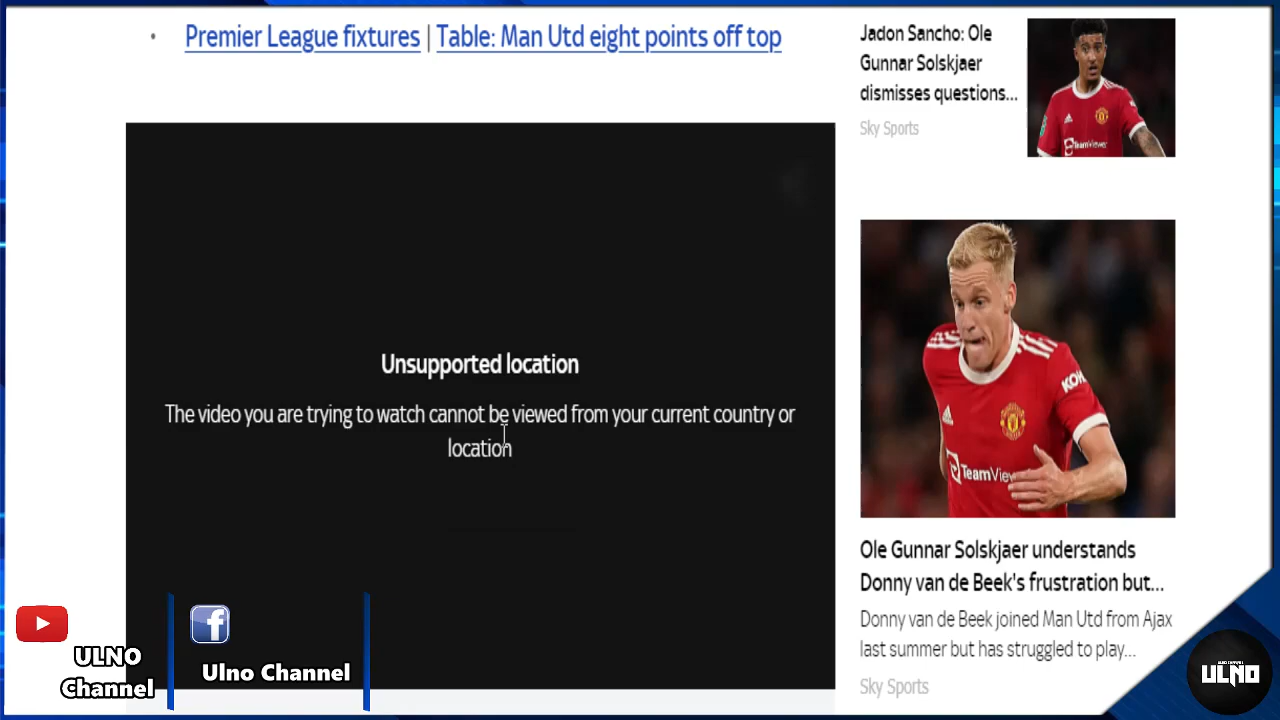 • Premier League fixtures | Table: Man Utd eight points off top
Unsupported location
The video you are trying to watch cannot be viewed from your current country or
location
Jadon Sancho: Ole
Gunnar Solskjaer
dismisses questions...
Sky Sports
TeamViewer
KOH
TeamView
Ole Gunnar Solskjaer understands
Donny van de Beek's frustration but...
Donny van de Beek joined Man Utd from Ajax
last summer but has struggled to play...
Sky Sports
ULNO
Channel
Ulno Channel
ULNO